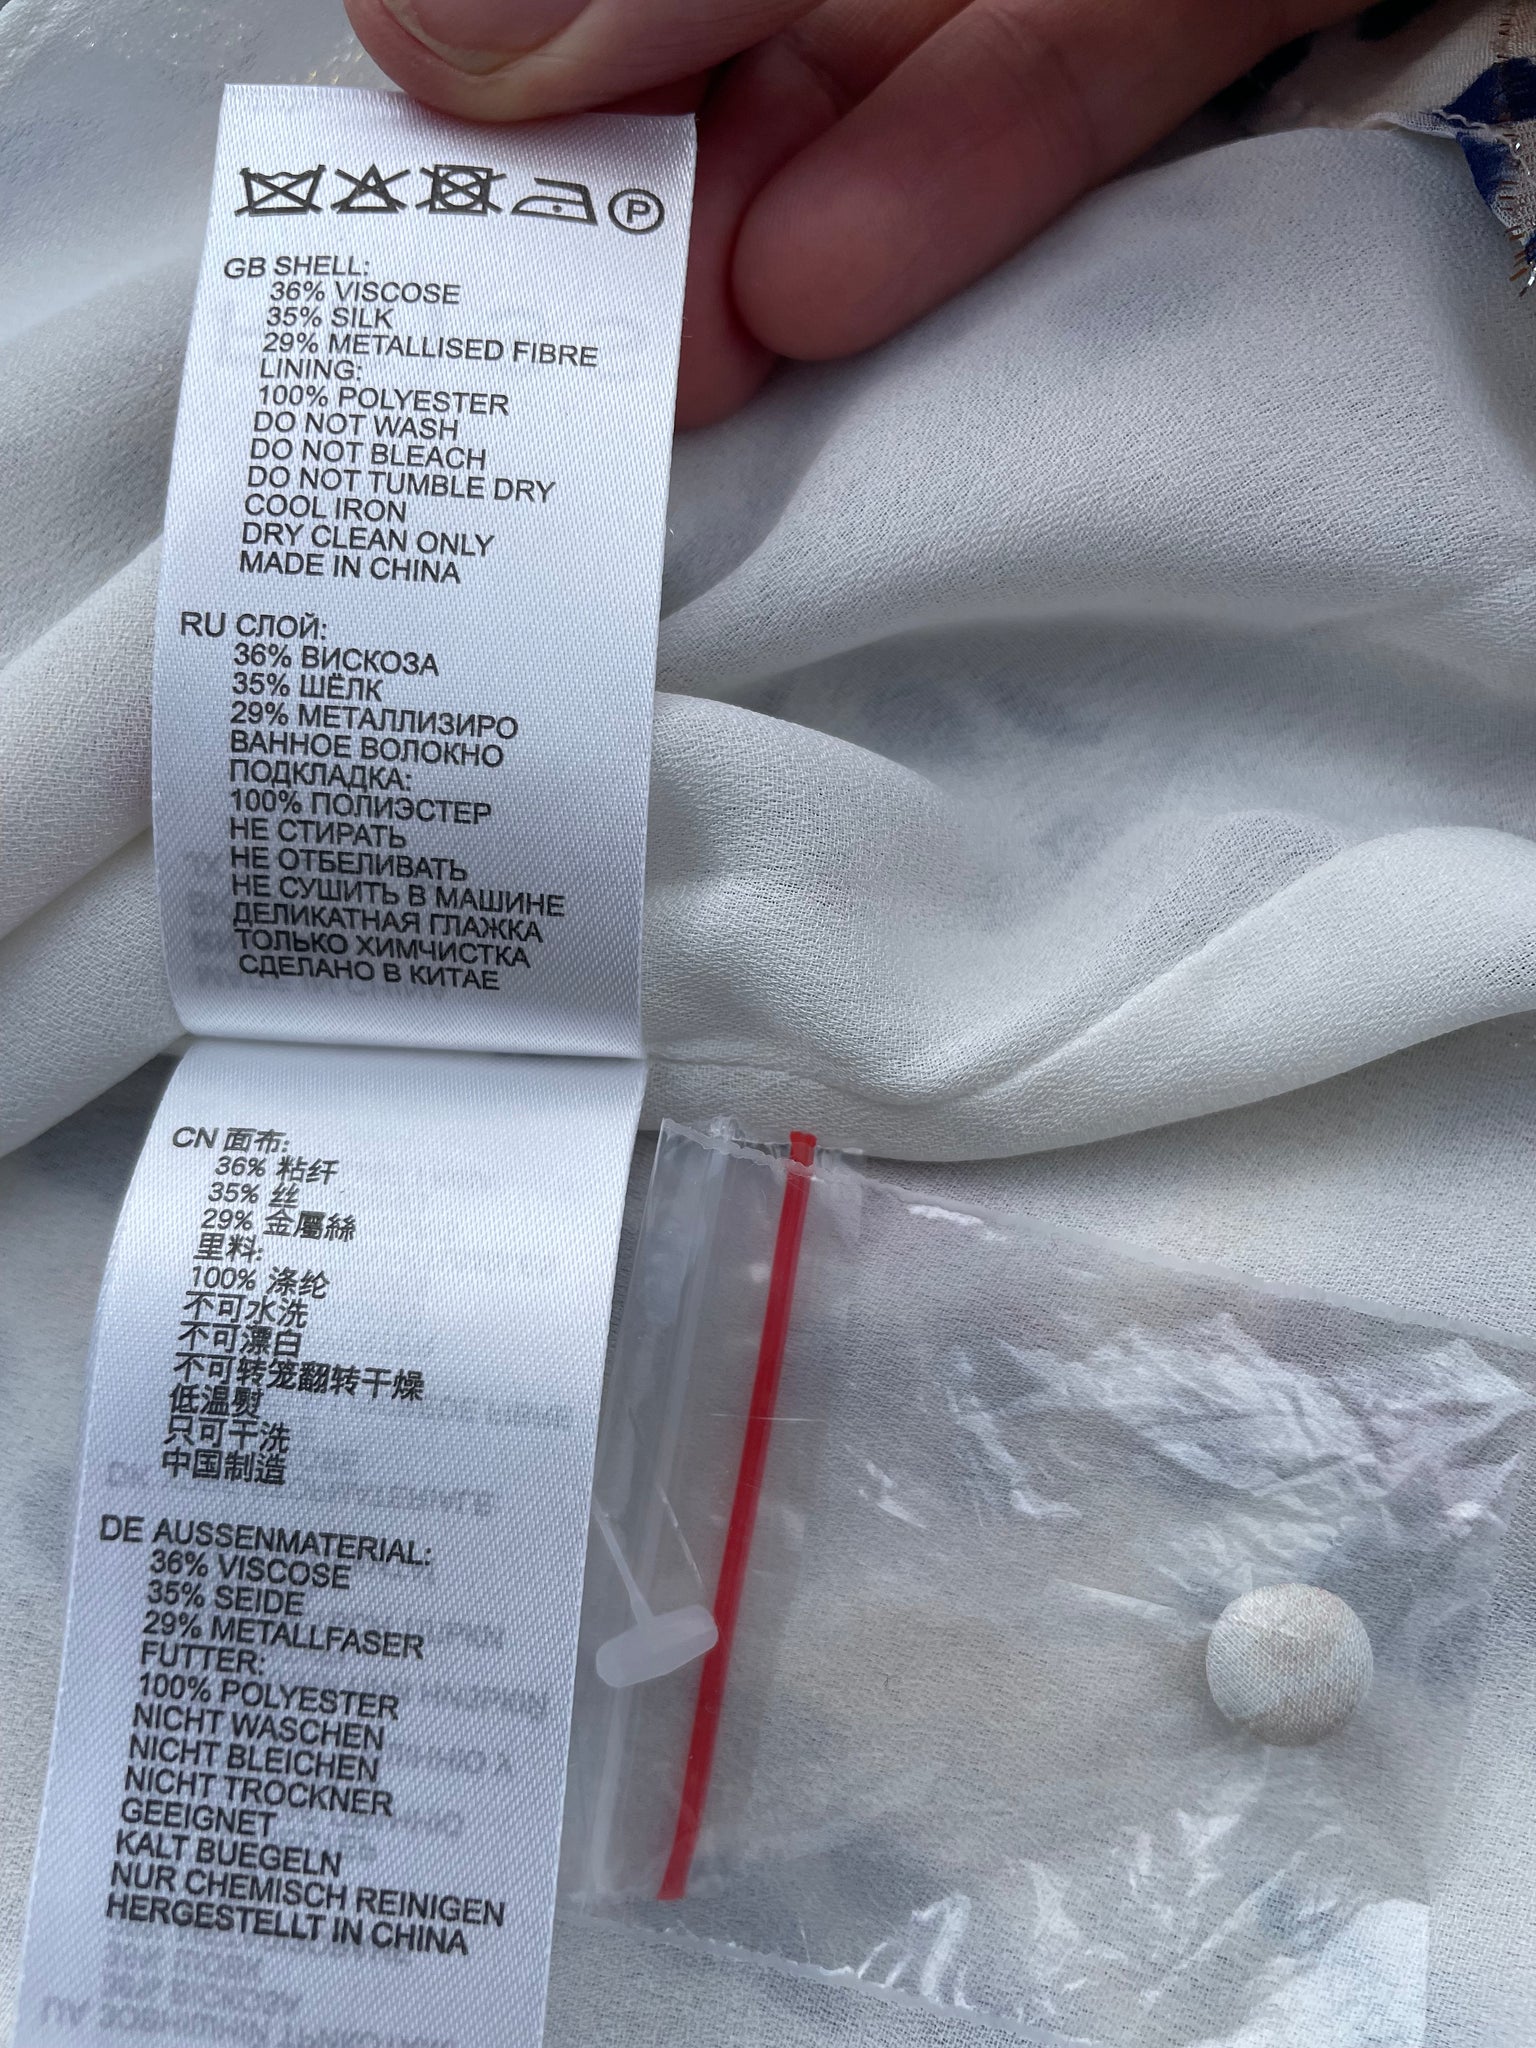 P
GB SHELL:
36% VISCOSE
35% SILK
29% METALLISED FIBRE
LINING:
100% POLYESTER
DO NOT WASH
DO NOT BLEACH
DO NOT TUMBLE DRY
COOL IRON
DRY CLEAN ONLY
MADE IN CHINA
RU СЛОЙ:
36% ВИСКОЗА
35% ШЁЛК
29% МЕТАЛЛИЗИРО
ВАННОЕ ВОЛОКНО
ПОДКЛАДКА:
100% ПОЛИЭСТЕР
НЕ СТИРАТЬ
НЕ ОТБЕЛИВАТЬ
НЕ СУШИТЬ В МАШИНЕ
ДЕЛИКАТНАЯ ГЛАЖКА
ТОЛЬКО ХИМЧИСТКА
СДЕЛАНО В КИТАЕ
CN 面布:
36% 粘纤
35% 丝
29% 金屬絲
里料:
100% 涤纶
不可水洗
不可漂白
不可转笼翻转干燥
低温熨
只可干洗
中国制造
DE AUSSENMATERIAL:
36% VISCOSE
35% SEIDE
29% METALLFASER
FUTTER:
100% POLYESTER
NICHT WASCHEN
NICHT BLEICHEN
NICHT TROCKNER
GEEIGNET
KALT BUEGELN
NUR CHEMISCH REINIGEN
HERGESTELLT IN CHINA